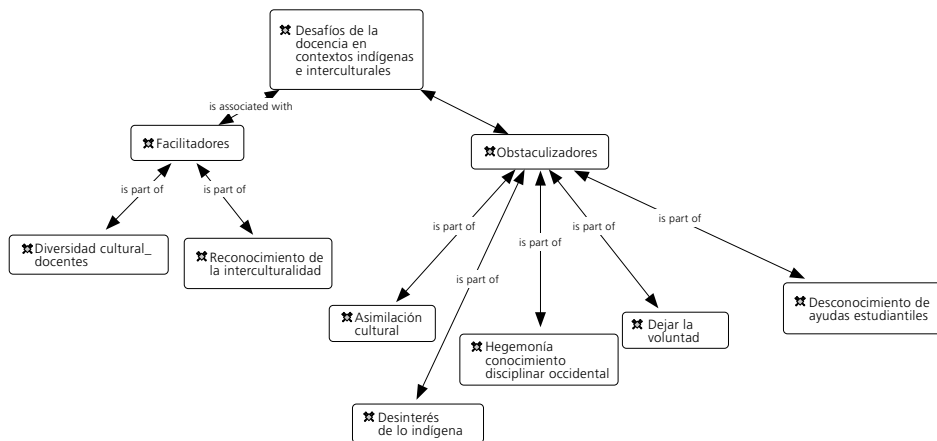 Desafíos de la
docencia en
contextos indígenas
e interculturales
is associated with
Facilitadores
Obstaculizadores
is part of
is part of
is part of
is part of
is part of
is part of
is part of
Diversidad cultural_
docentes
Reconocimiento de
la interculturalidad
Asimilación
cultural
Desinterés
de lo indígena
Hegemonía
conocimiento
disciplinar occidental
Dejar la
voluntad
Desconocimiento de
ayudas estudiantiles